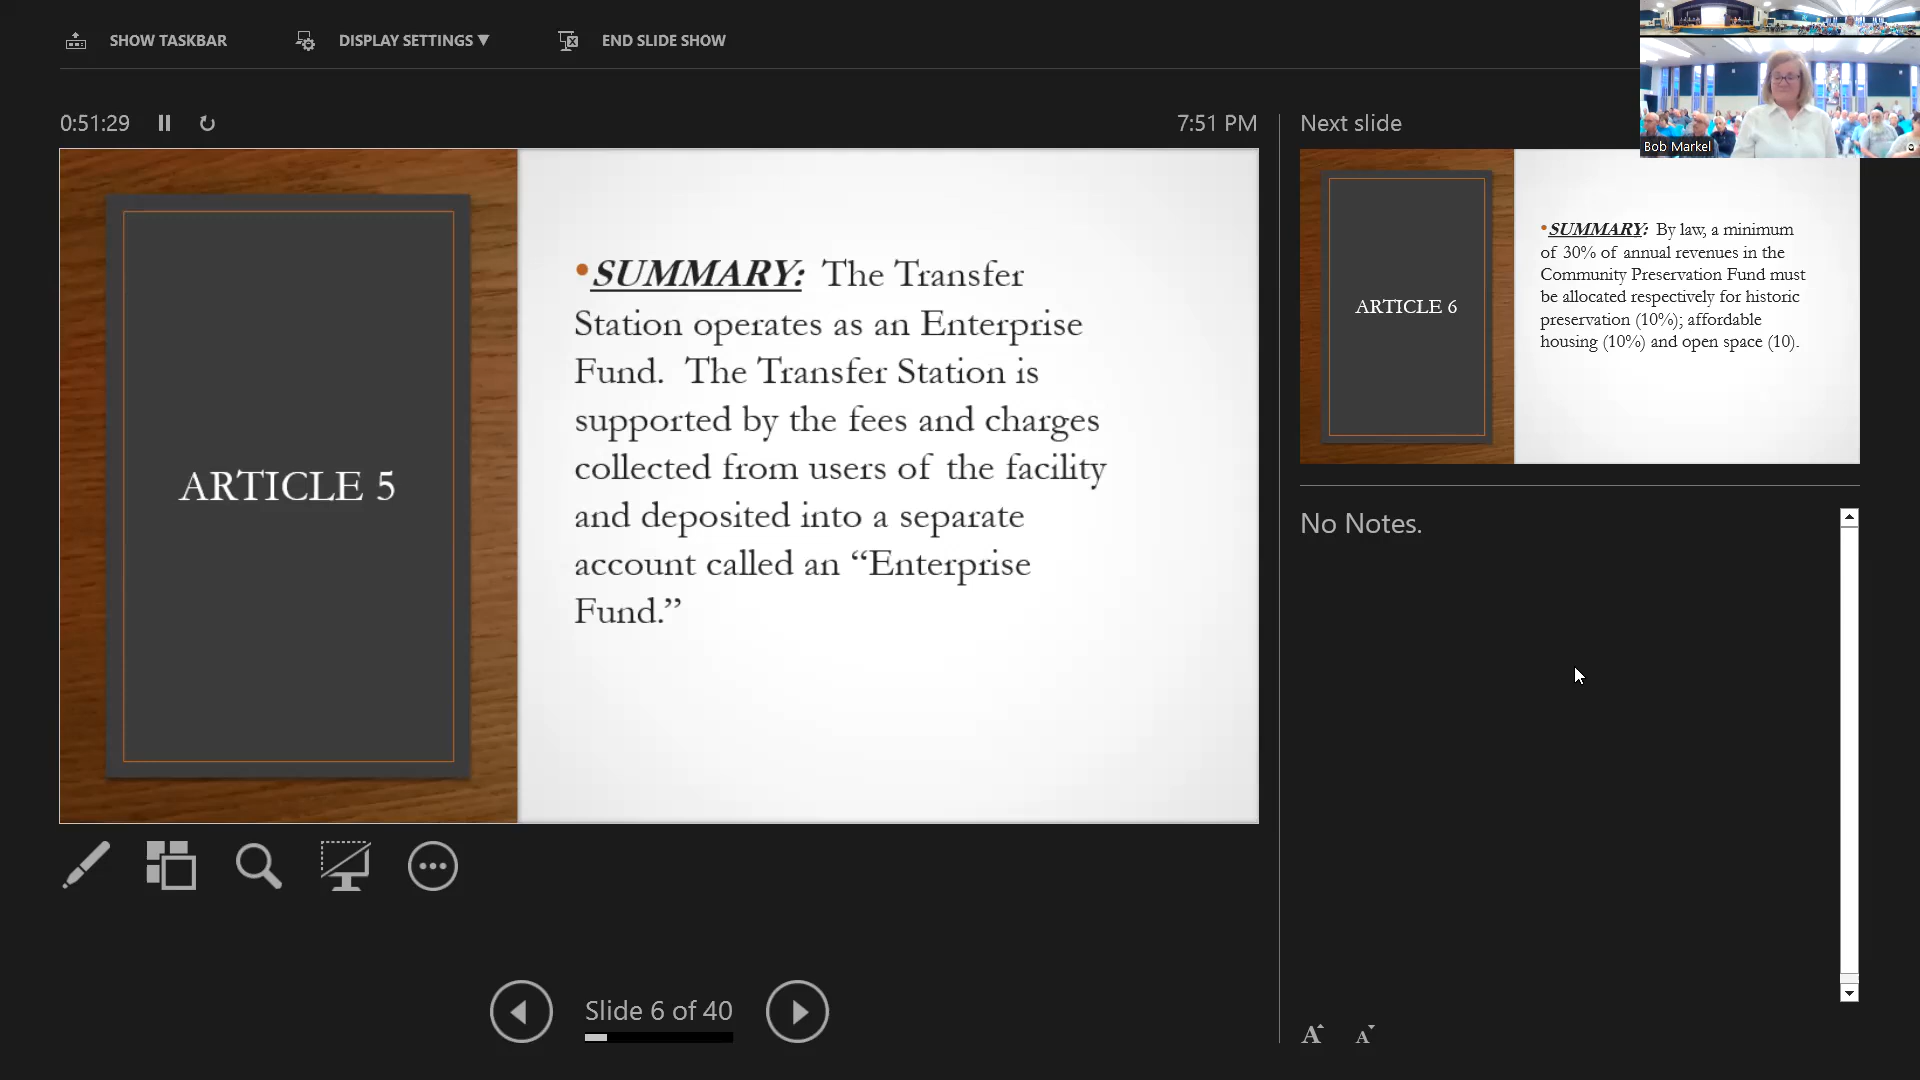 SHOW TASKBAR
DISPLAY SETTINGS ▼
END SLIDE SHOW
0:51:29
7:51 PM
Next slide
Bob Markel
ARTICLE 5
•SUMMARY: The Transfer
Station operates as an Enterprise
Fund. The Transfer Station is
supported by the fees and charges
collected from users of the facility
and deposited into a separate
account called an “Enterprise
Fund.”
ARTICLE 6
•SUMMARY: By law, a minimum
of 30% of annual revenues in the
Community Preservation Fund must
be allocated respectively for historic
preservation (10%); affordable
housing (10%) and open space (10).
No Notes.
Slide 6 of 40
A A